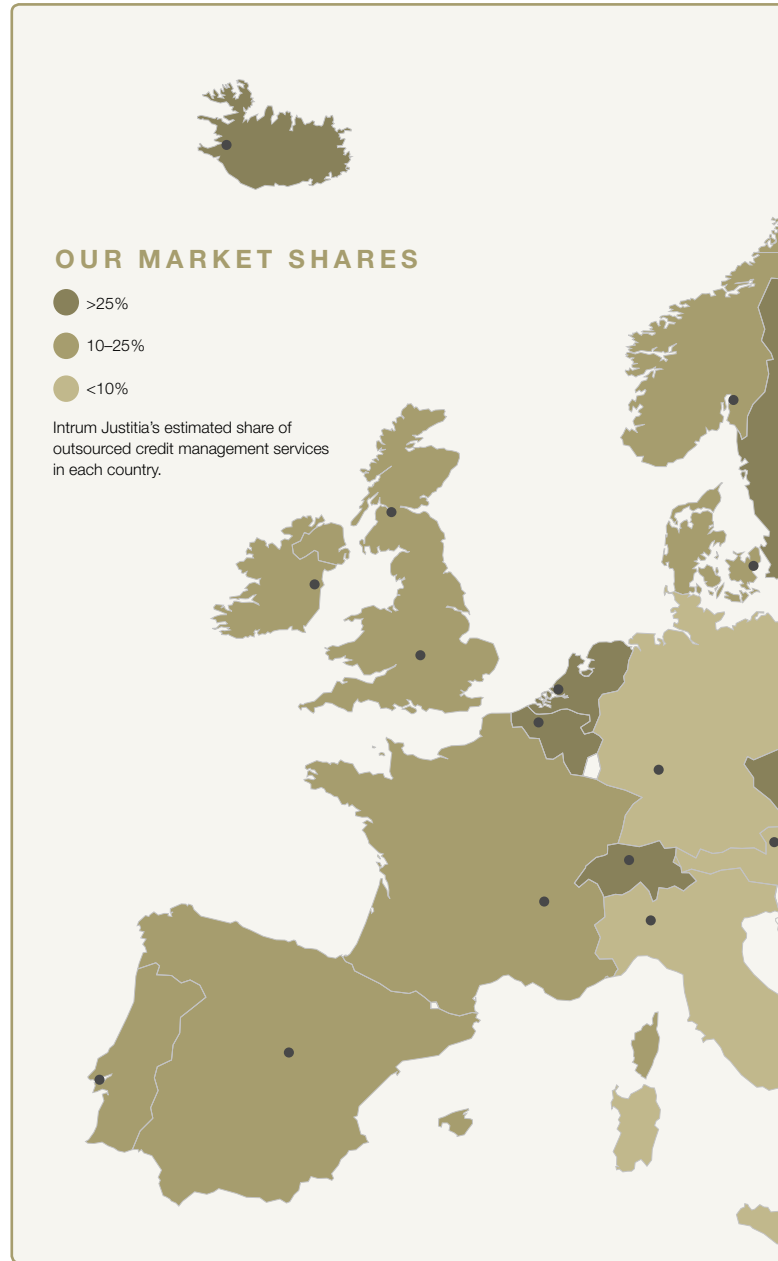 OUR MARKET SHARES
>25%
10–25%
<10%
Intrum Justitia’s estimated share of
outsourced credit management services
in each country.